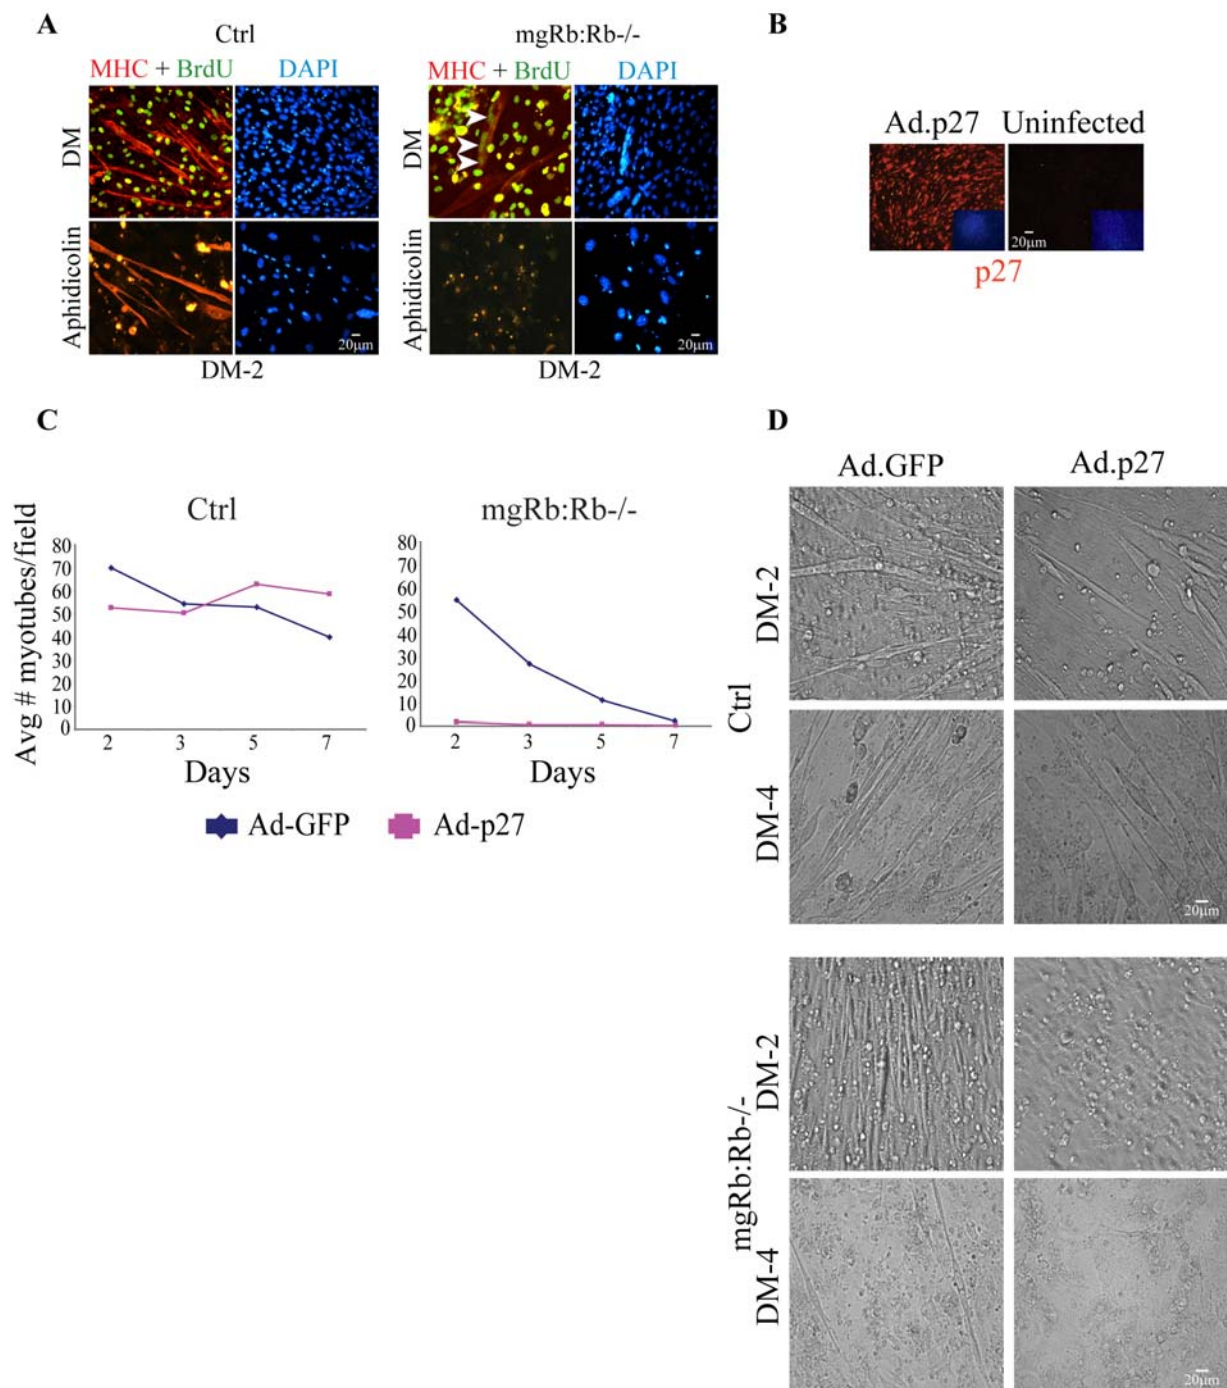 A
Ctrl
mgRb:Rb-/-
MHC + BrdU
DAPI
MHC + BrdU
DAPI
DM
DM
Aphidicolin
Aphidicolin
20µm
20µm
DM-2
DM-2
B
Ad.p27
Uninfected
20µm
p27
C
Ctrl
mgRb:Rb-/-
Avg # myotubes/field
80
70
60
50
40
30
20
10
0
2 3 5 7
Days
80
70
60
50
40
30
20
10
0
2 3 5 7
Days
Ad-GFP
Ad-p27
D
Ad.GFP
Ad.p27
Ctrl
DM-2
DM-4
20µm
mgRb:Rb-/-
DM-2
DM-4
20µm